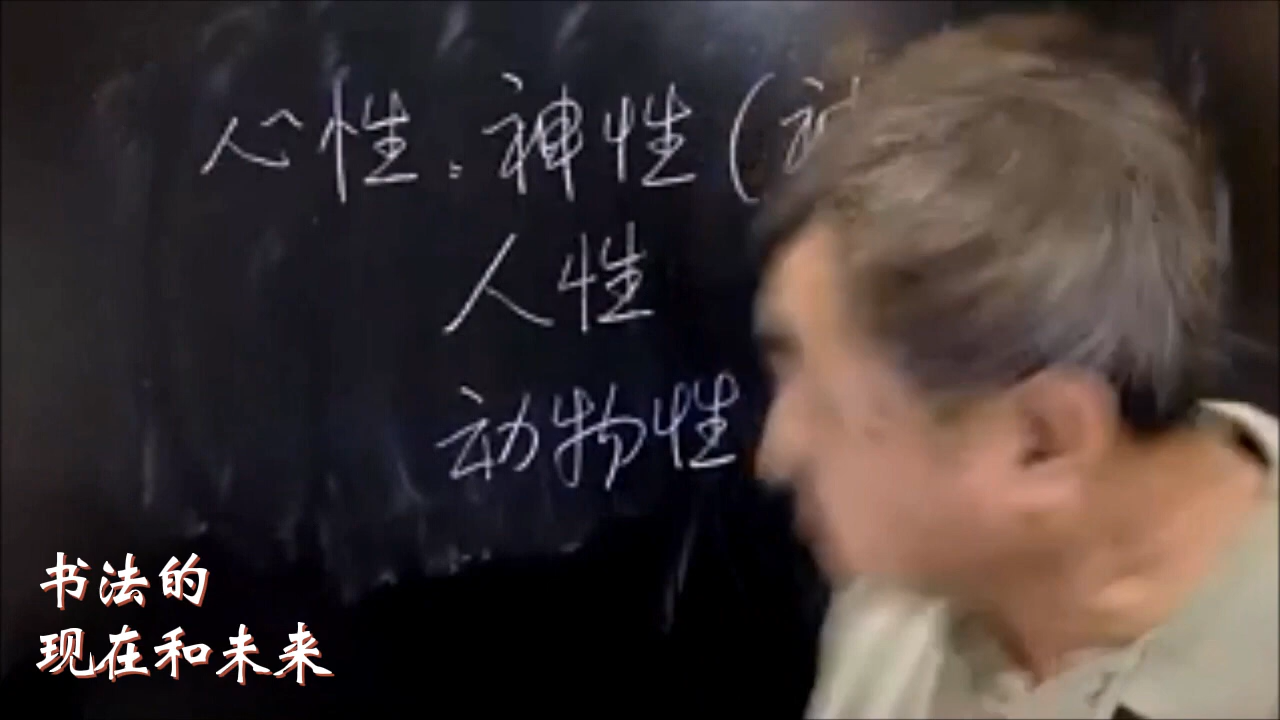 心性：神性（
人性
动物性
书法的
现在和未来